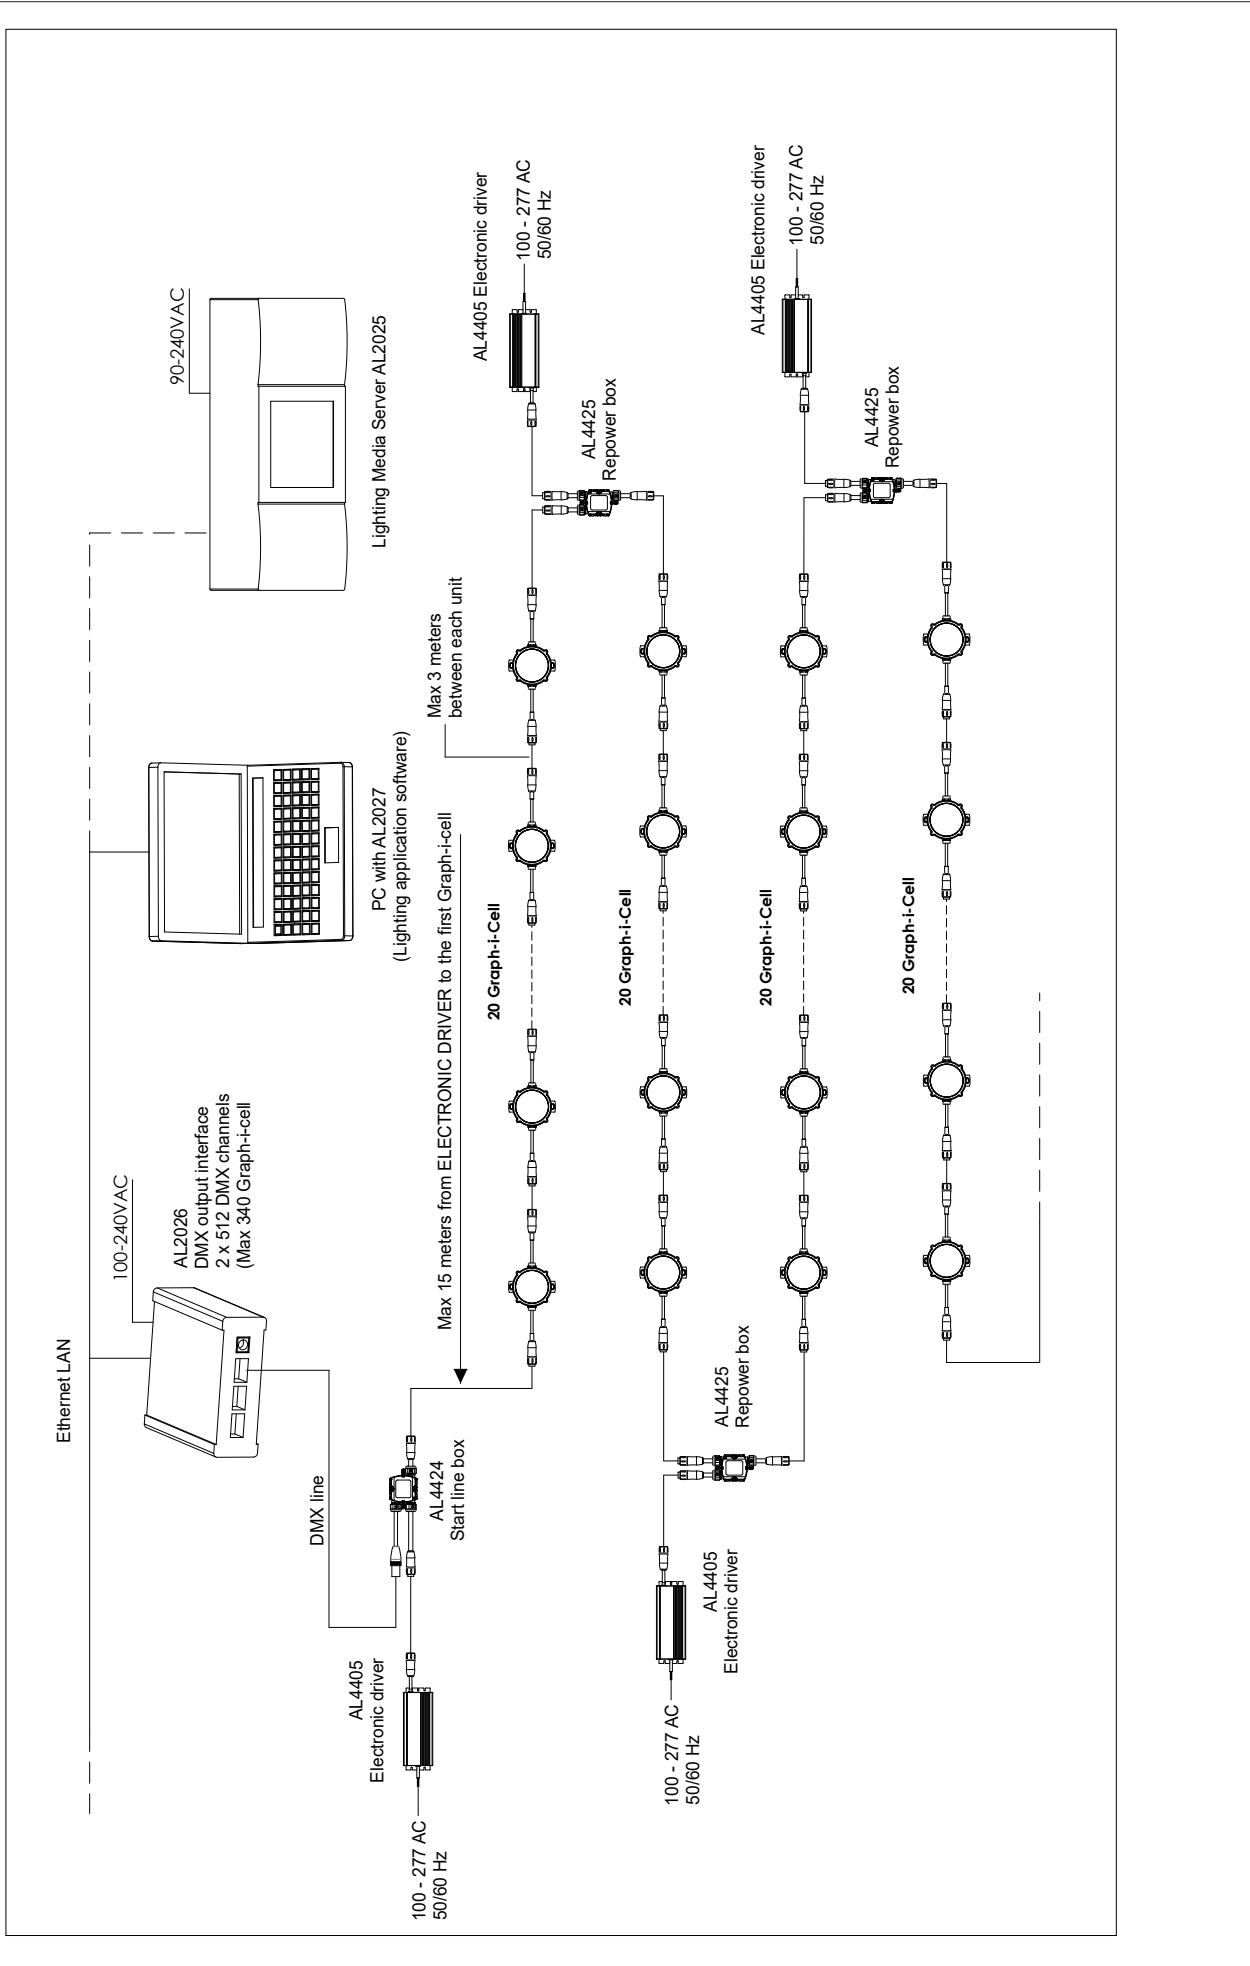 Ethernet LAN
100-240VAC
AL2026
DMX output interface
2 x 512 DMX channels
(Max 340 Graph-i-cell)
PC with AL2027
(Lighting application software)
90-240VAC
Lighting Media Server AL2025
DMX line
AL4405
Electronic driver
100 - 277 AC
50/60 Hz
AL4424
Start line box
Max 15 meters from ELECTRONIC DRIVER to the first Graph-i-cell
Max 3 meters
between each unit
20 Graph-i-Cell
AL4405 Electronic driver
100 - 277 AC
50/60 Hz
AL4425
Repower box
20 Graph-i-Cell
AL4405
Electronic driver
100 - 277 AC
50/60 Hz
AL4425
Repower box
20 Graph-i-Cell
AL4405 Electronic driver
100 - 277 AC
50/60 Hz
AL4425
Repower box
20 Graph-i-Cell